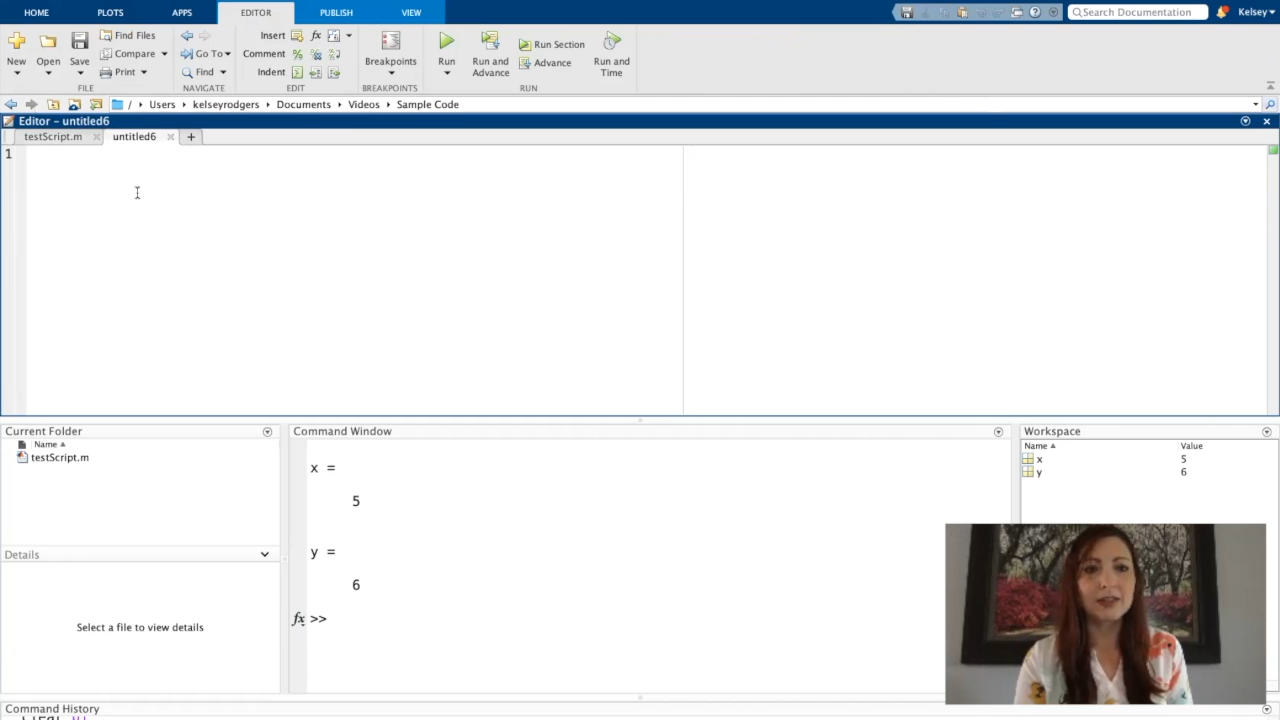 HOME PLOTS APPS EDITOR PUBLISH VIEW Search Documentation Kelsey
New Open Save Find Files Compare Print Go To Find Insert Comment Indent Breakpoints Run Run and Advance Run Section Advance Run and Time
FILE NAVIGATE EDIT BREAKPOINTS RUN
/ Users kelseyrodgers Documents Videos Sample Code
Editor - untitled6
testScript.m untitled6 +
1
Current Folder
Name
testScript.m
Details
Select a file to view details
Command Window
x =
5
y =
6
fx >>
Workspace
Name Value
x 5
y 6
Command History